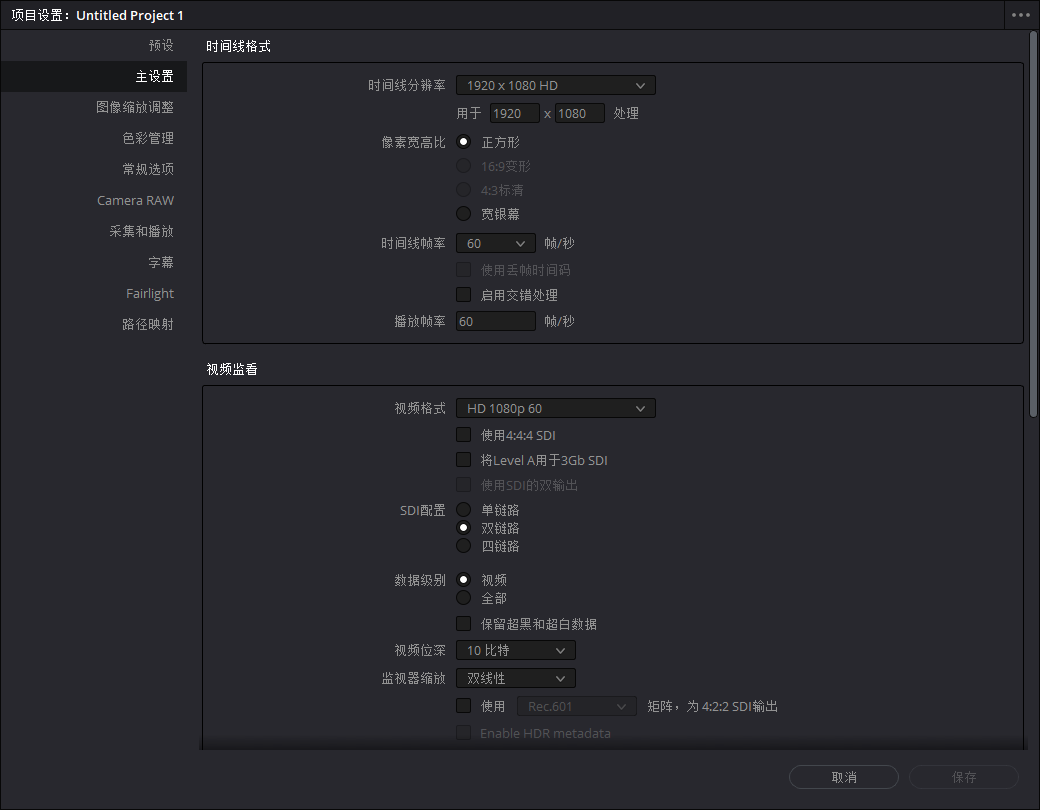 项目设置：Untitled Project 1
预设
主设置
图像缩放调整
色彩管理
常规选项
Camera RAW
采集和播放
字幕
Fairlight
路径映射
时间线格式
时间线分辨率 1920 x 1080 HD
用于 1920 x 1080 处理
像素宽高比 正方形
16:9变形
4:3标清
宽银幕
时间线帧率 60 帧/秒
使用丢帧时间码
启用交错处理
播放帧率 60 帧/秒
视频监看
视频格式 HD 1080p 60
使用4:4:4 SDI
将Level A用于3Gb SDI
使用SDI的双输出
SDI配置 单链路
双链路
四链路
数据级别 视频
全部
保留超黑和超白数据
视频位深 10 比特
监视器缩放 双线性
使用 Rec.601 矩阵，为 4:2:2 SDI输出
Enable HDR metadata
取消 保存